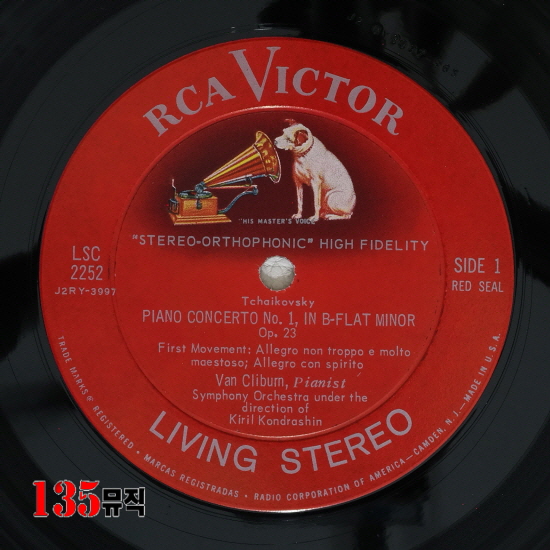 RCA VICTOR
"HIS MASTER'S VOICE"
"STEREO-ORTHOPHONIC" HIGH FIDELITY
LSC
2252
J2RY-3997
SIDE 1
RED SEAL
Tchaikovsky
PIANO CONCERTO No. 1, IN B-FLAT MINOR
Op. 23
First Movement: Allegro non troppo e molto
maestoso; Allegro con spirito
Van Cliburn, Pianist
Symphony Orchestra under the
direction of
Kiril Kondrashin
LIVING STEREO
TRADE MARKS ® REGISTERED • MARCAS REGISTRADAS • RADIO CORPORATION OF AMERICA—CAMDEN, N.J.—MADE IN U.S.A.
135뮤직